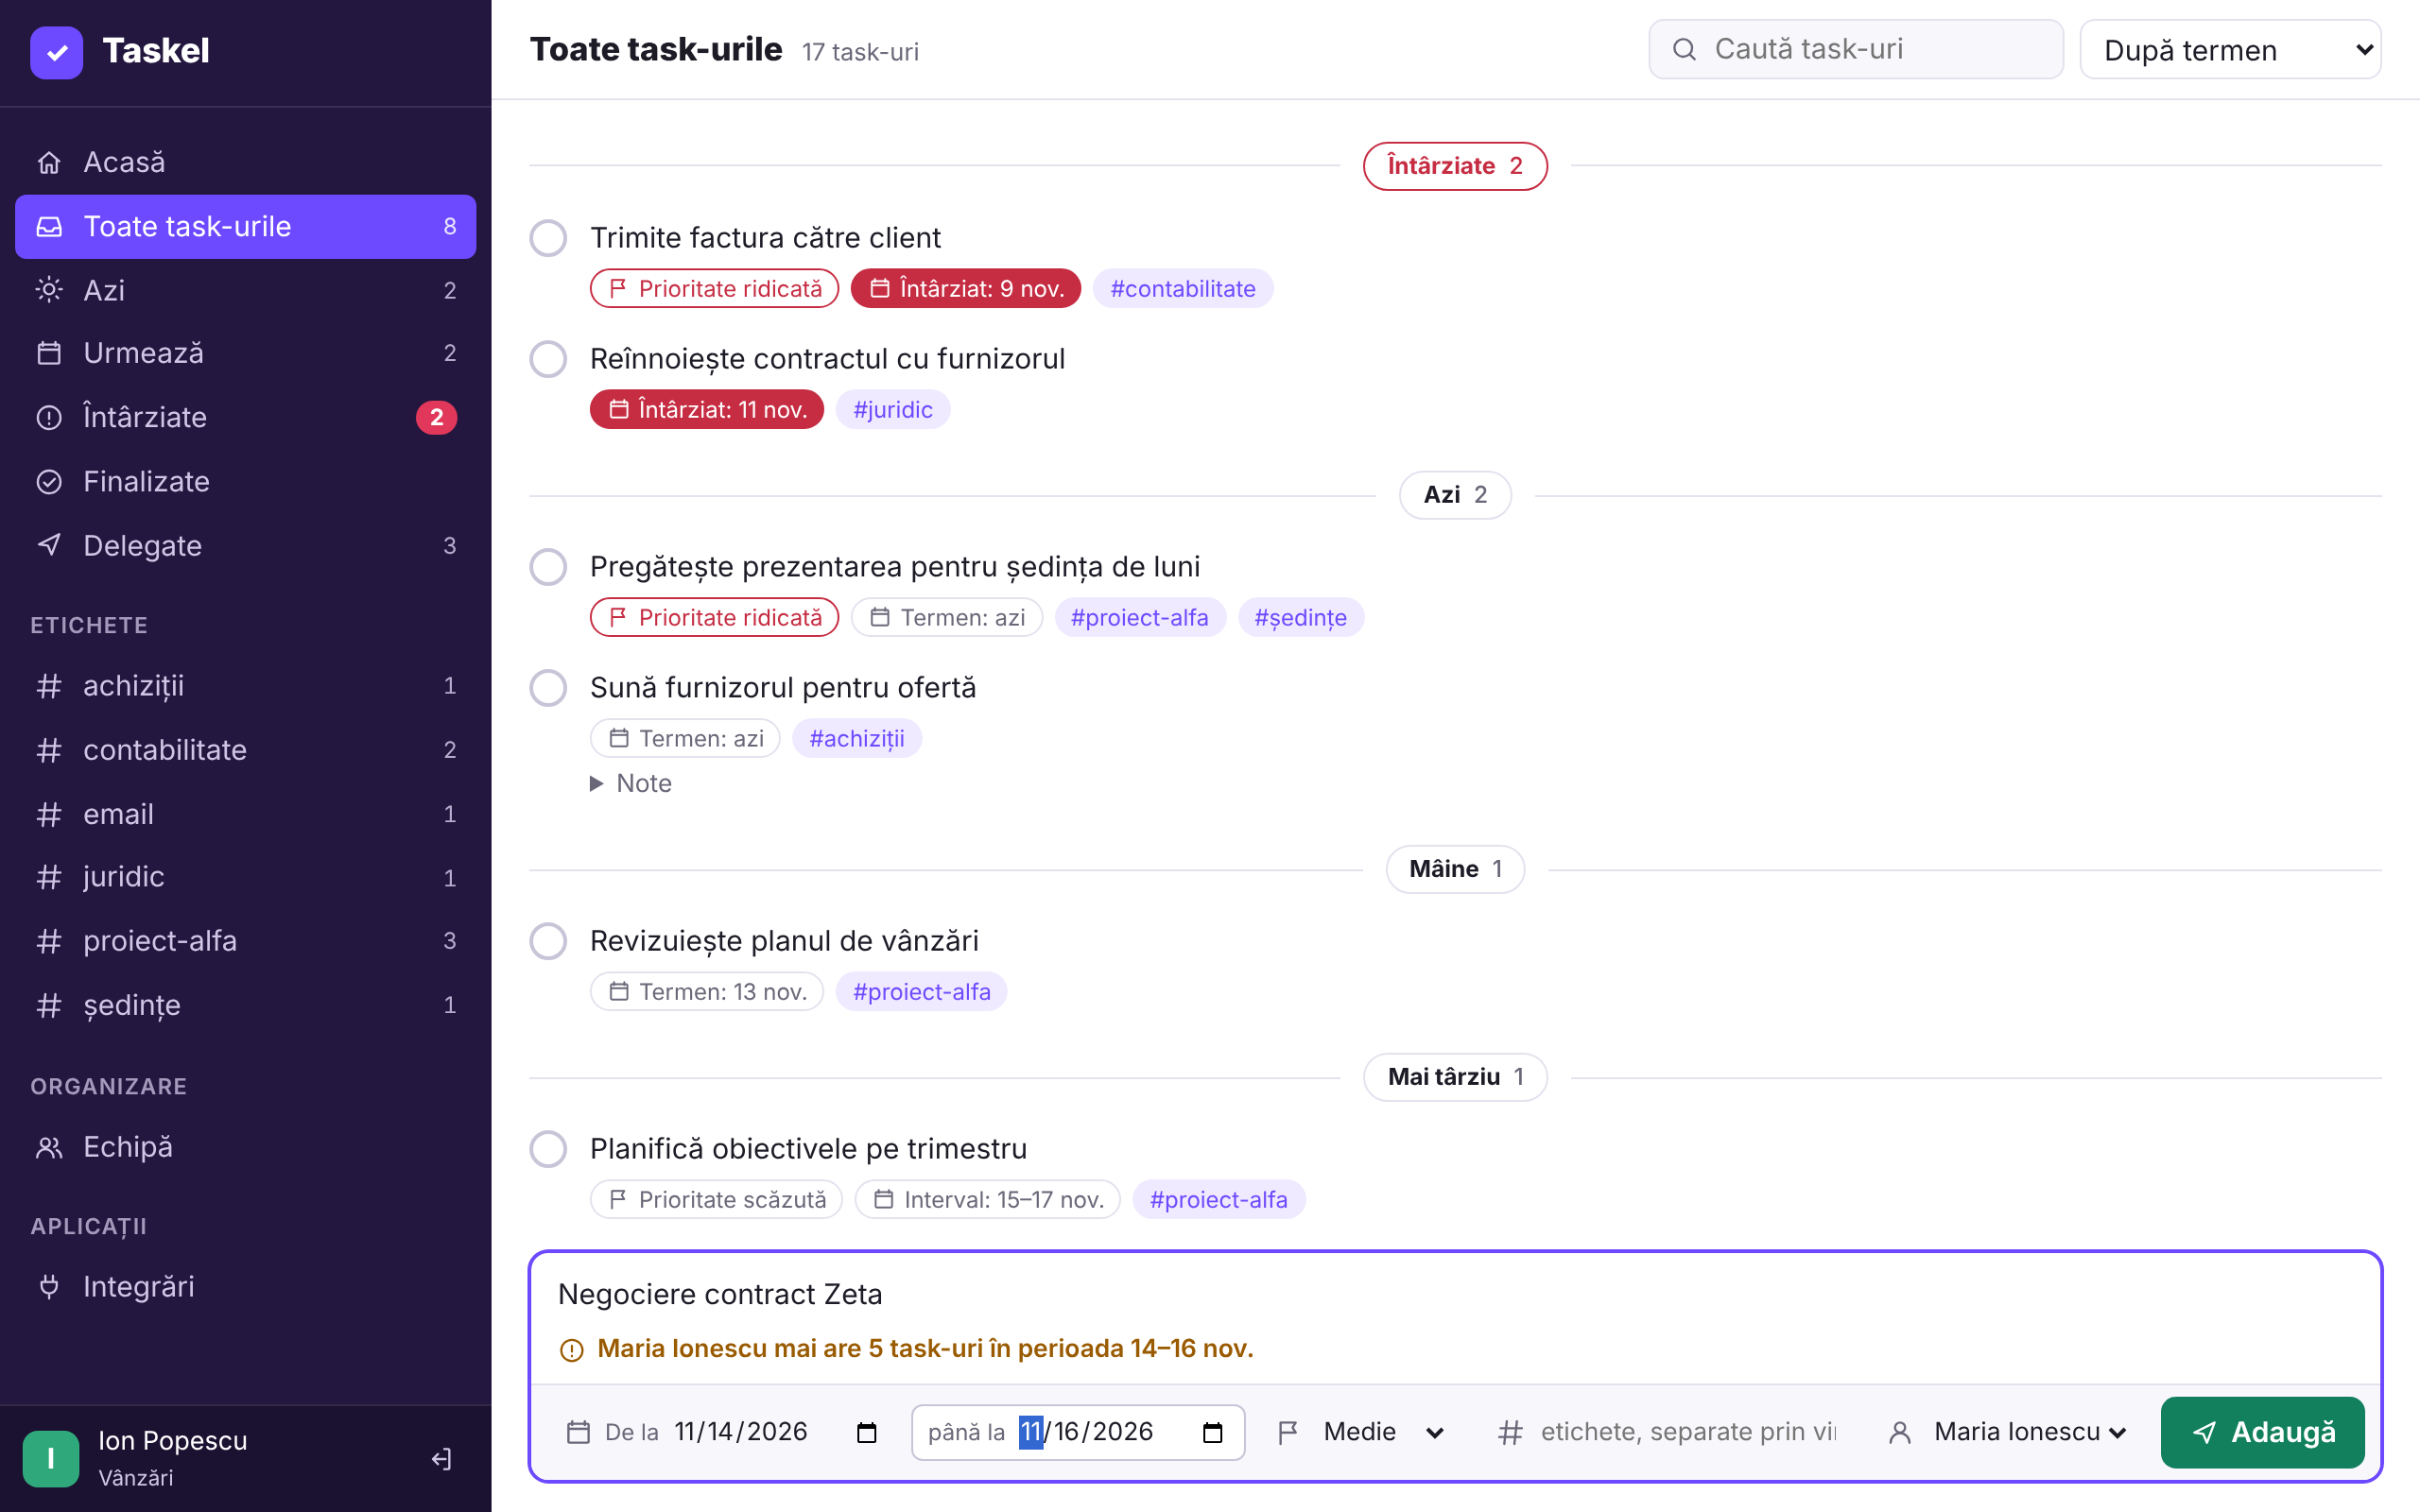 Taskel
Acasă
Toate task-urile 8
Azi 2
Urmează 2
Întârziate 2
Finalizate
Delegate 3
ETICHETE
achiziții 1
contabilitate 2
email 1
juridic 1
proiect-alfa 3
ședințe 1
ORGANIZARE
Echipă
APLICAȚII
Integrări
I
Ion Popescu
Vânzări
Toate task-urile 17 task-uri
Caută task-uri
După termen
Întârziate 2
Trimite factura către client
Prioritate ridicată Întârziat: 9 nov. #contabilitate
Reînnoiește contractul cu furnizorul
Întârziat: 11 nov. #juridic
Azi 2
Pregătește prezentarea pentru ședința de luni
Prioritate ridicată Termen: azi #proiect-alfa #ședințe
Sună furnizorul pentru ofertă
Termen: azi #achiziții
Note
Mâine 1
Revizuiește planul de vânzări
Termen: 13 nov. #proiect-alfa
Mai târziu 1
Planifică obiectivele pe trimestru
Prioritate scăzută Interval: 15–17 nov. #proiect-alfa
Negociere contract Zeta
Maria Ionescu mai are 5 task-uri în perioada 14–16 nov.
De la 11/14/2026 până la 11/16/2026 Medie etichete, separate prin Maria Ionescu Adaugă